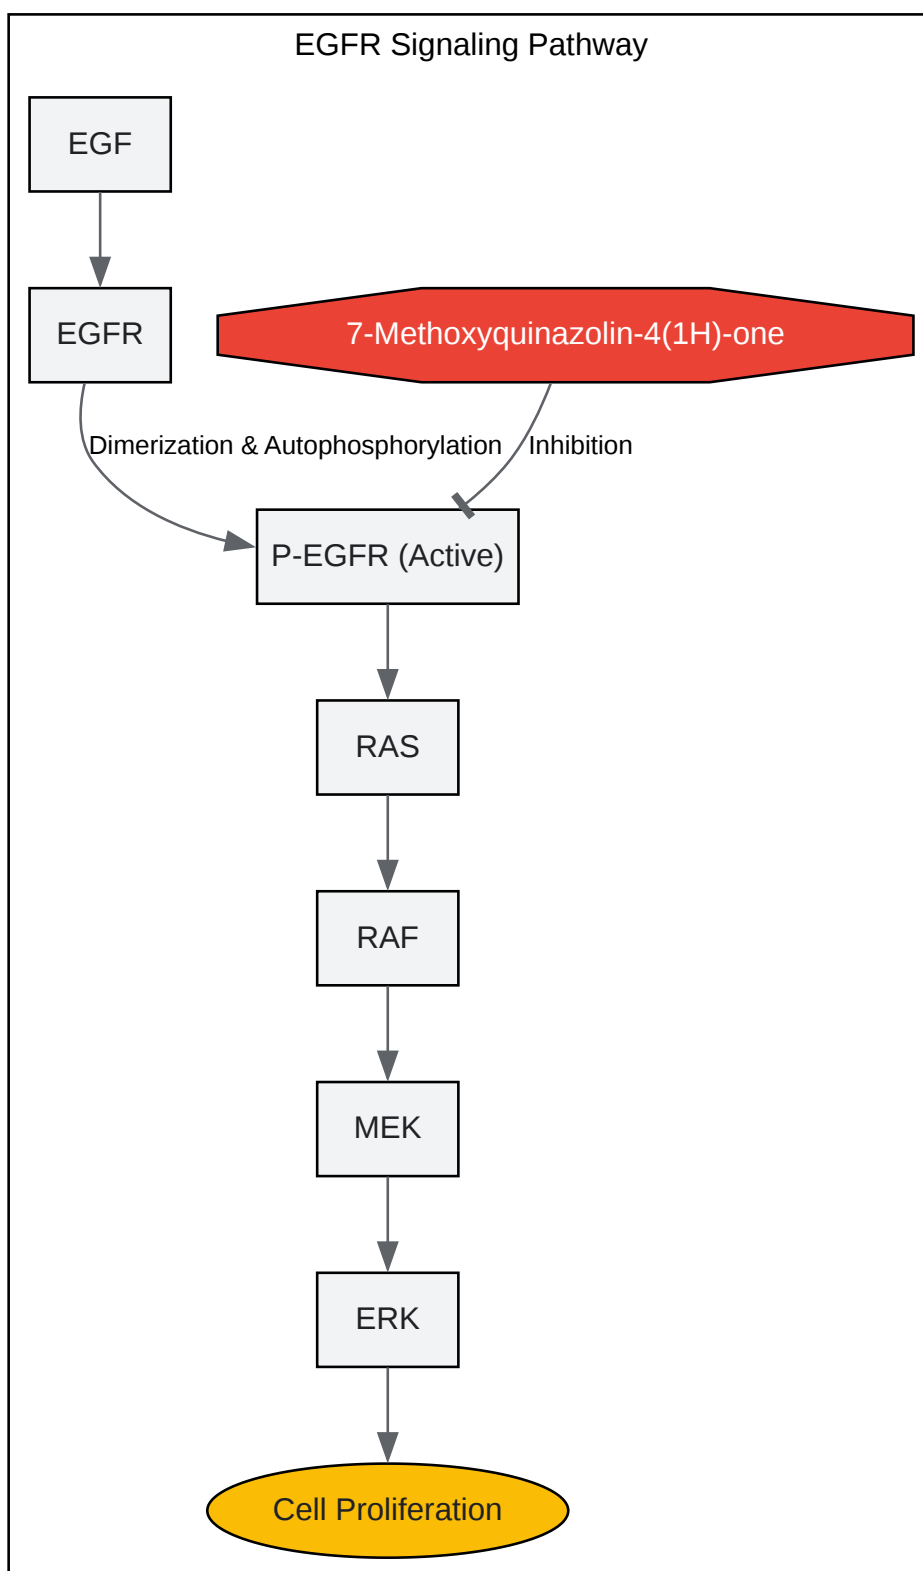 EGFR Signaling Pathway
EGF
EGFR
7-Methoxyquinazolin-4(1H)-one
Dimerization & Autophosphorylation
Inhibition
P-EGFR (Active)
RAS
RAF
MEK
ERK
Cell Proliferation